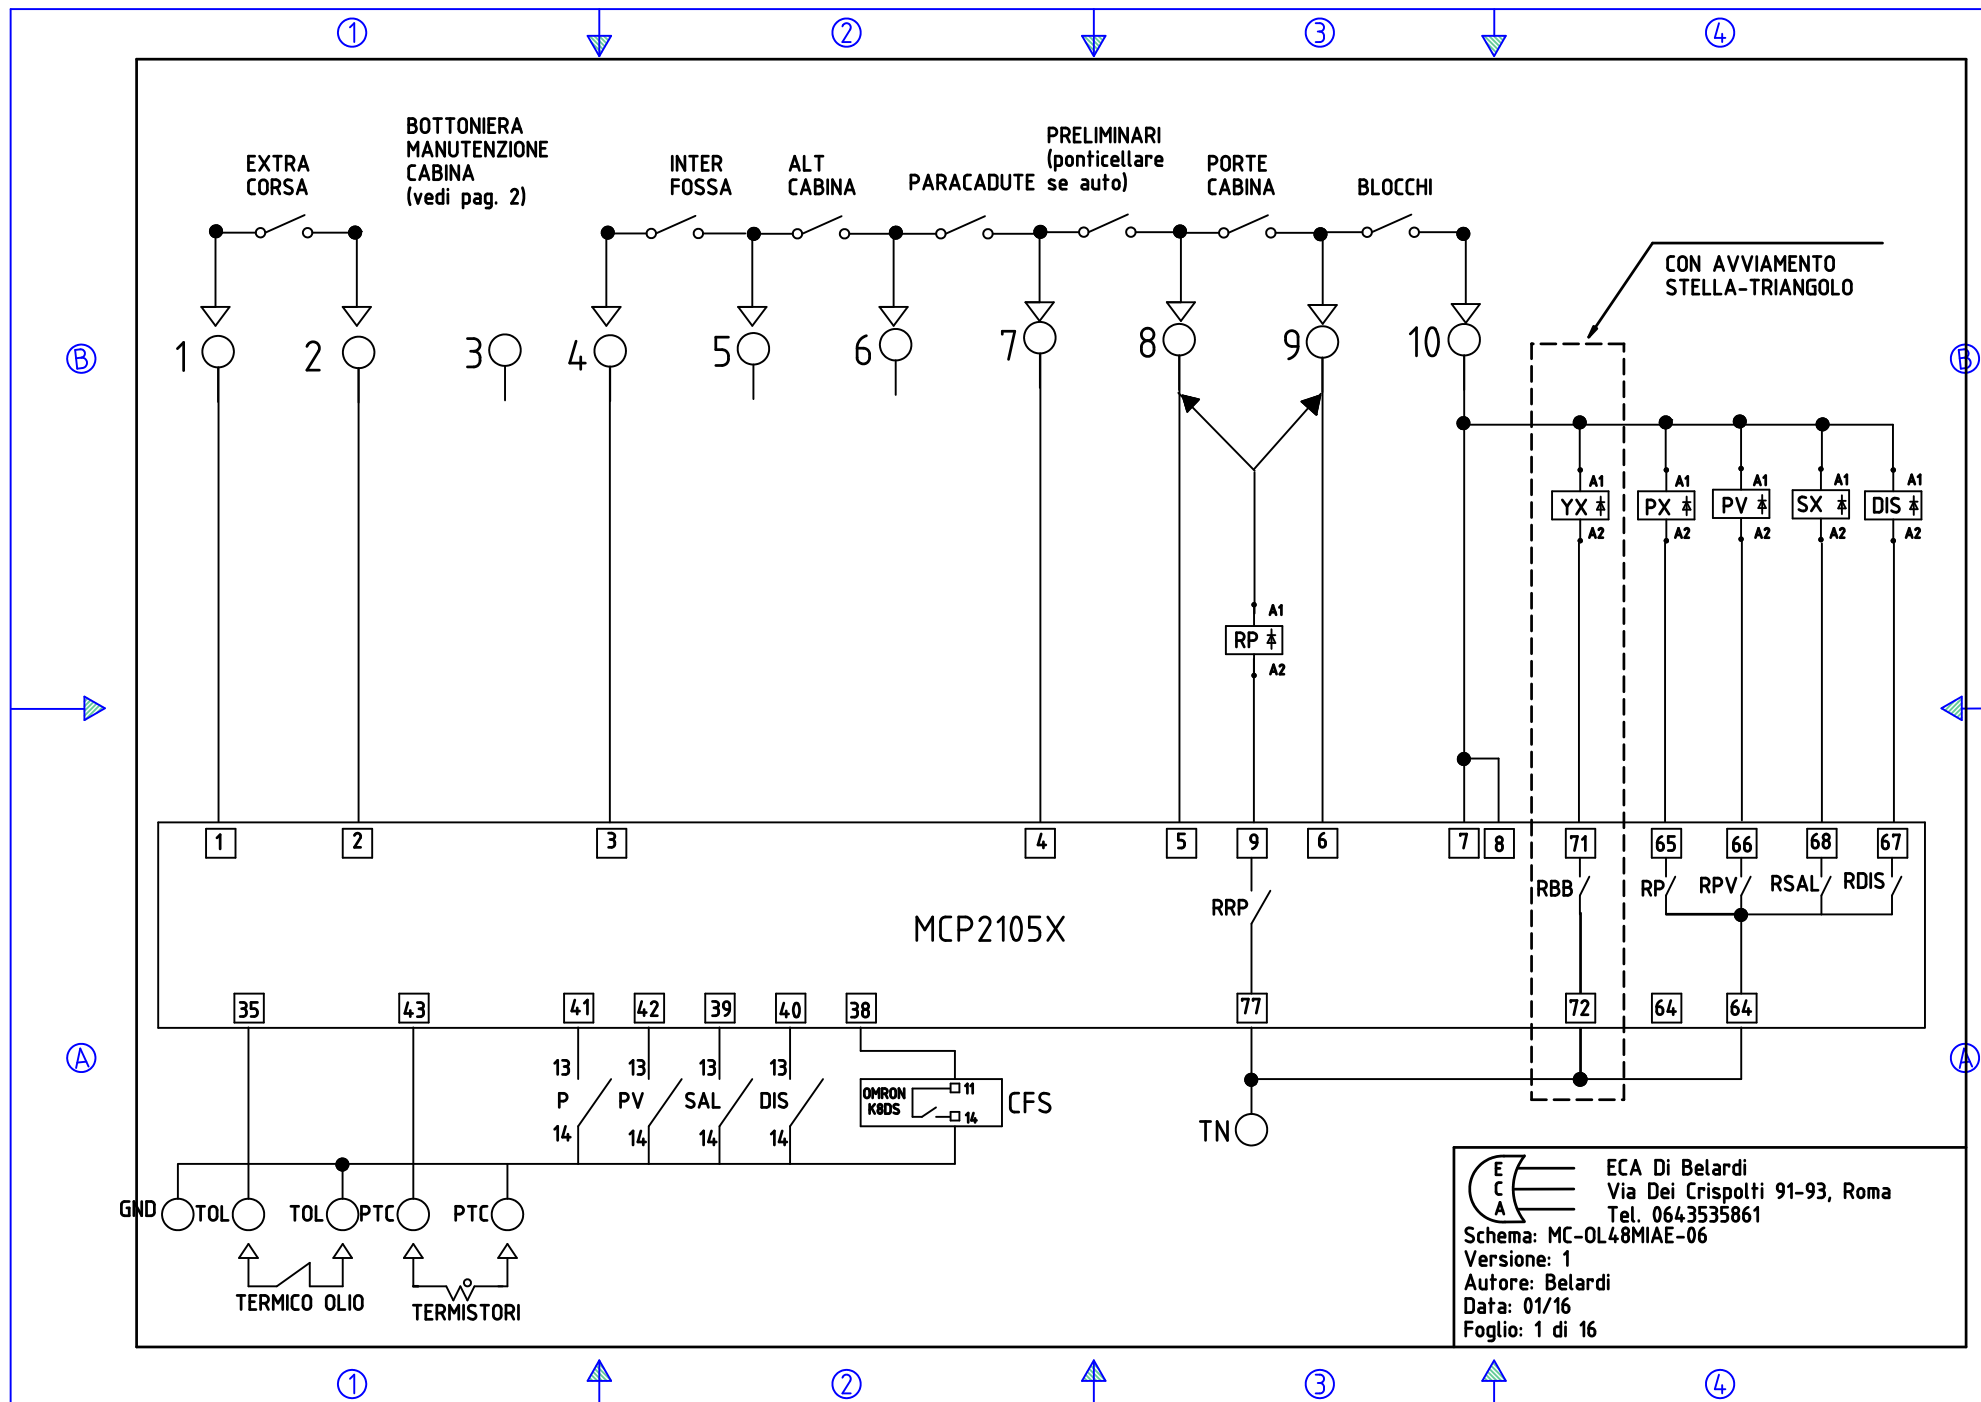 1
2
3
4
BOTTONIERA
MANUTENZIONE
CABINA
(vedi pag. 2)
EXTRA
CORSA
INTER
FOSSA
ALT
CABINA
PARACADUTE
PRELIMINARI
(ponticellare
se auto)
PORTE
CABINA
BLOCCHI
CON AVVIAMENTO
STELLA-TRIANGOLO
B
1
2
3
4
5
6
7
8
9
10
B
A1
A1
A1
A1
A1
YX
PX
PV
SX
DIS
A2
A2
A2
A2
A2
A1
RP
A2
1
2
3
4
5
9
6
7
8
71
65
66
68
67
RRP
RBB
RP
RPV
RSAL
RDIS
MCP2105X
35
43
41
42
39
40
38
77
72
64
64
A
13
13
13
13
P
PV
SAL
DIS
14
14
14
14
OMRON
K8DS
11
14
CFS
TN
A
GND
TOL
TOL
PTC
PTC
TERMICO OLIO
TERMISTORI
E
C
A
ECA Di Belardi
Via Dei Crispolti 91-93, Roma
Tel. 0643535861
Schema: MC-OL48MIAE-06
Versione: 1
Autore: Belardi
Data: 01/16
Foglio: 1 di 16
1
2
3
4